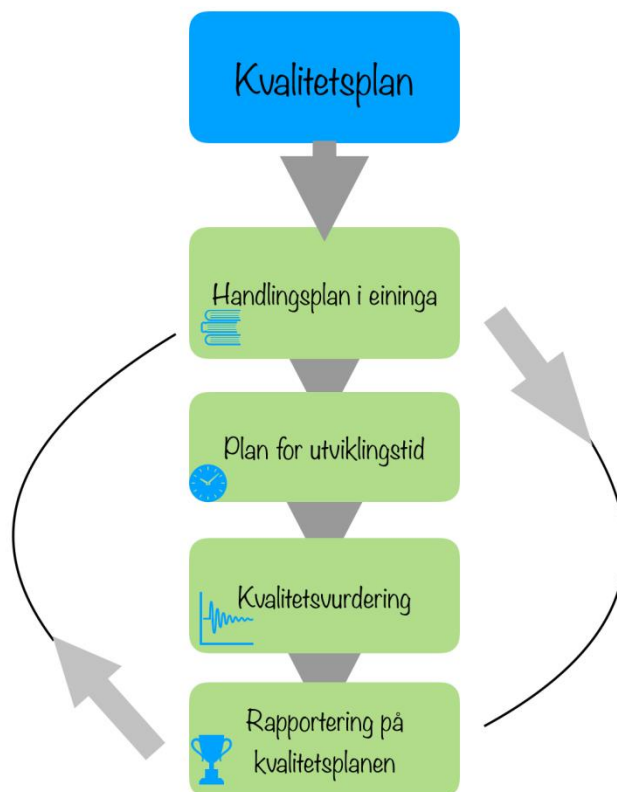 Kvalitetsplan
Handlingsplan i eininga
Plan for utviklingstid
Kvalitetsvurdering
Rapportering på
kvalitetsplanen